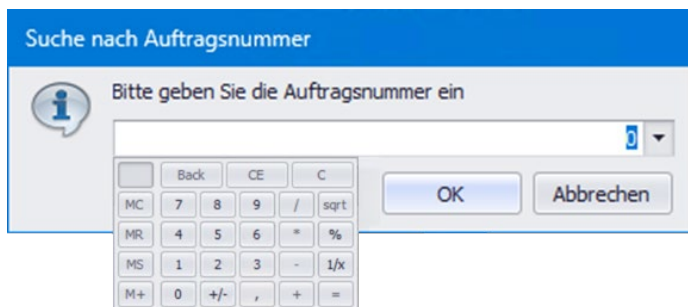 Suche nach Auftragsnummer
Bitte geben Sie die Auftragsnummer ein
0
OK Abbrechen
Back CE C
MC 7 8 9 / sqrt
MR 4 5 6 * %
MS 1 2 3 - 1/x
M+ 0 +/- , + =